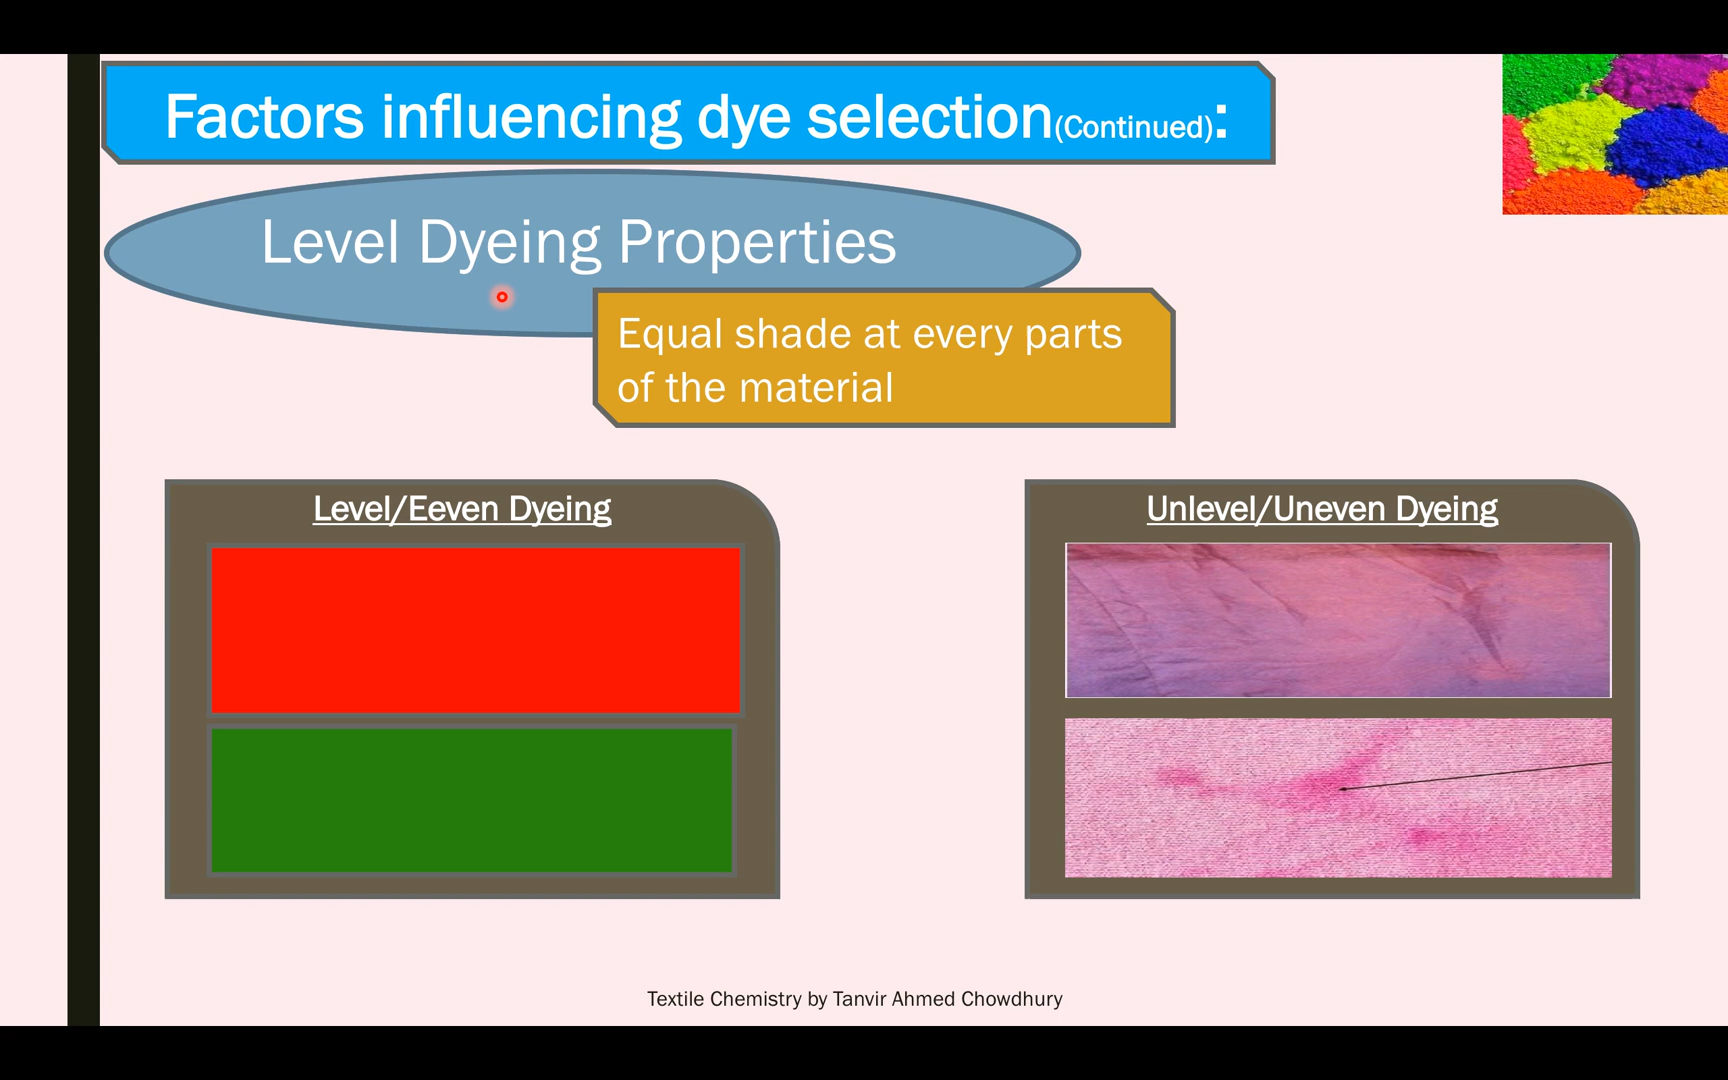 Factors influencing dye selection(Continued):
Level Dyeing Properties
Equal shade at every parts
of the material
Level/Eeven Dyeing
Unlevel/Uneven Dyeing
Textile Chemistry by Tanvir Ahmed Chowdhury